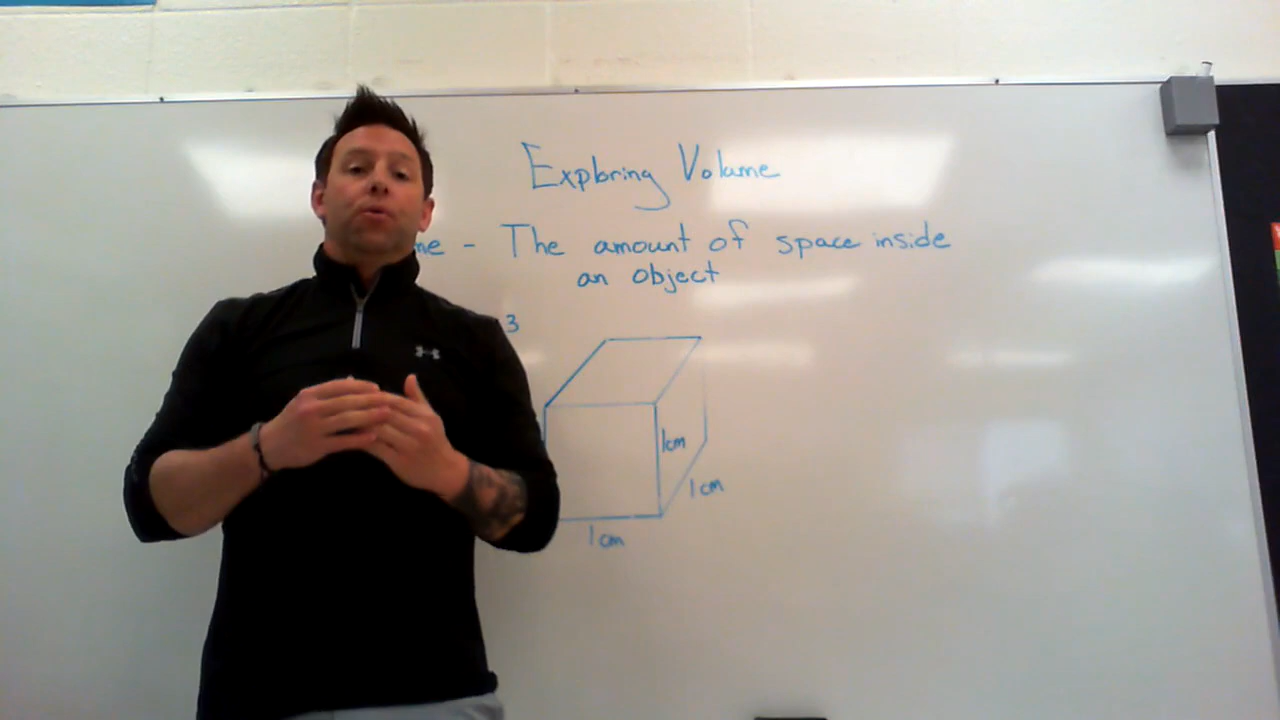 Exploring Volume
me - The amount of space inside
an object
3
1cm
1cm
1cm